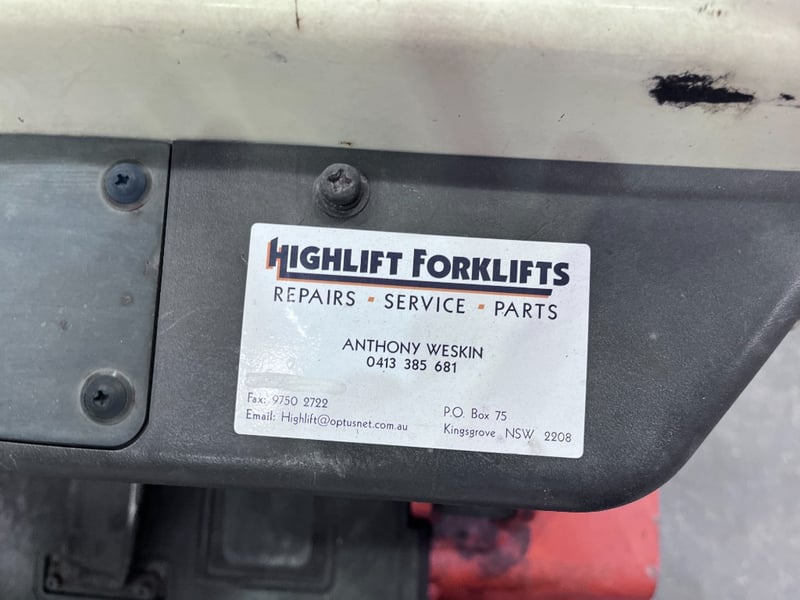 HIGHLIFT FORKLIFTS
REPAIRS - SERVICE - PARTS
ANTHONY WESKIN
0413 385 681
Fax: 9750 2722
Email: Highlift@optusnet.com.au
P.O. Box 75
Kingsgrove NSW 2208